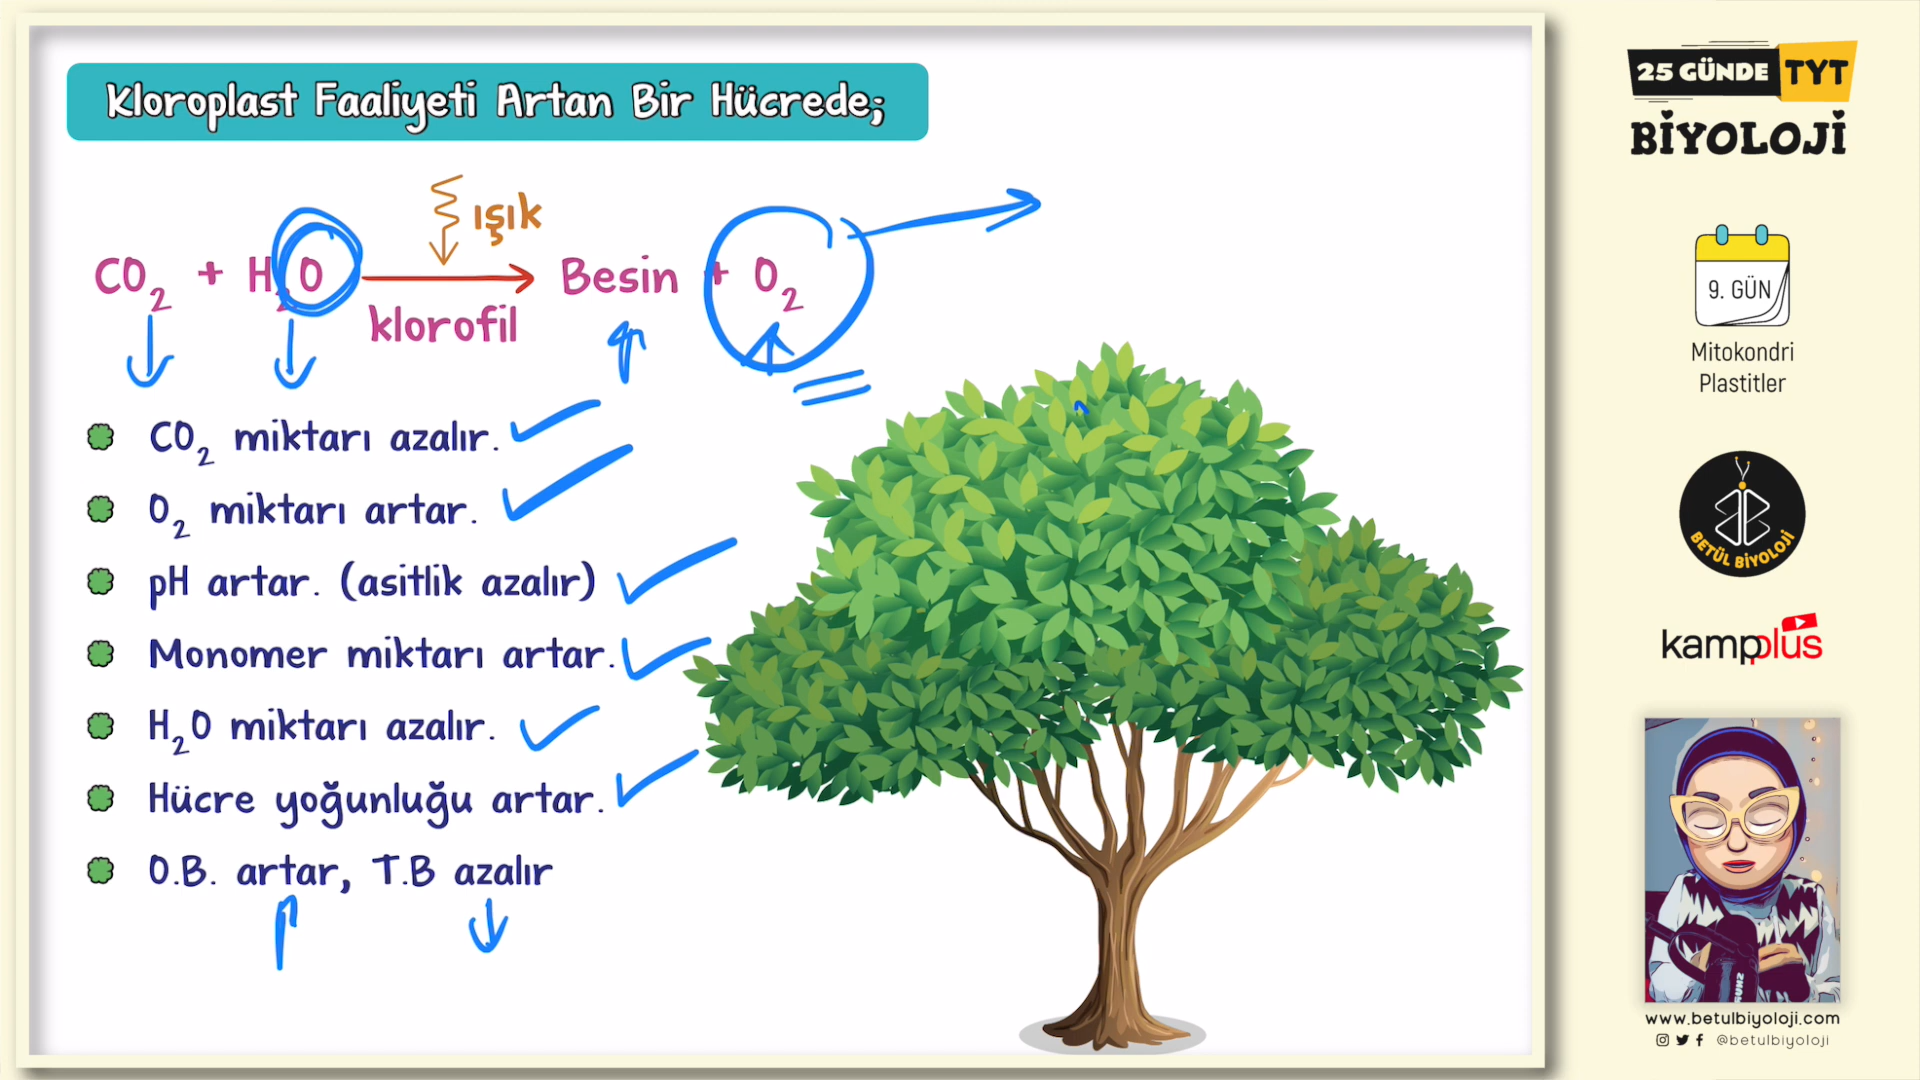 Kloroplast Faaliyeti Artan Bir Hücrede;
ışık
CO2 + H2O → Besin + O2
klorofil
CO2 miktarı azalır.
O2 miktarı artar.
pH artar. (asitlik azalır)
Monomer miktarı artar.
H2O miktarı azalır.
Hücre yoğunluğu artar.
O.B. artar, T.B azalır
25 GÜNDE TYT
BİYOLOJİ
9. GÜN
Mitokondri
Plastitler
BETÜL BİYOLOJİ
kampplus
www.betulbiyoloji.com
@betulbiyoloji